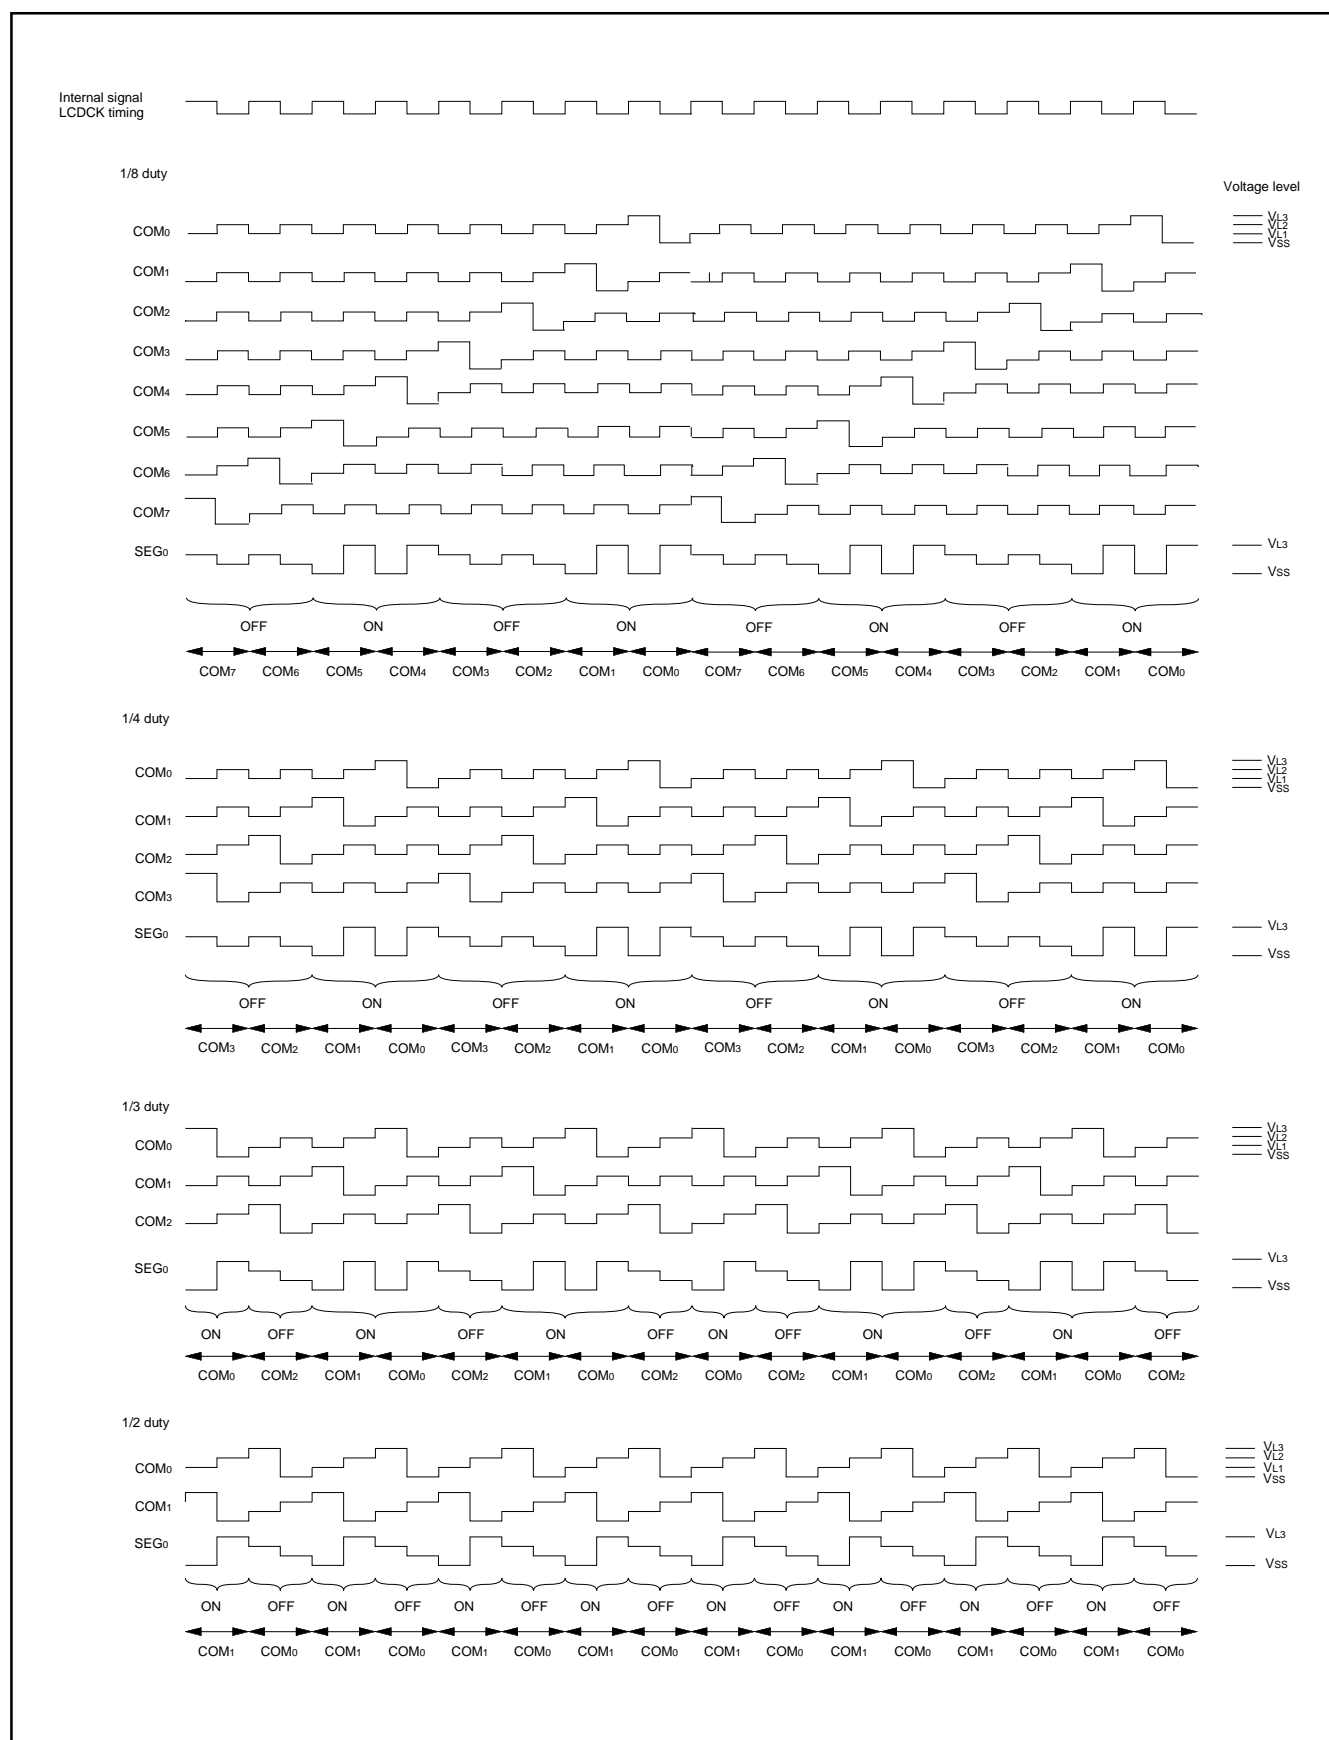 Internal signal
LCDCK timing
1/8 duty
Voltage level
COM0
VL3
VL2
VL1
VSS
COM1
COM2
COM3
COM4
COM5
COM6
COM7
SEG0
VL3
VSS
OFF ON OFF ON OFF ON OFF ON
COM7 COM6 COM5 COM4 COM3 COM2 COM1 COM0 COM7 COM6 COM5 COM4 COM3 COM2 COM1 COM0
1/4 duty
COM0
VL3
VL2
VL1
VSS
COM1
COM2
COM3
SEG0
VL3
VSS
OFF ON OFF ON OFF ON OFF ON
COM3 COM2 COM1 COM0 COM3 COM2 COM1 COM0 COM3 COM2 COM1 COM0 COM3 COM2 COM1 COM0
1/3 duty
COM0
VL3
VL2
VL1
VSS
COM1
COM2
SEG0
VL3
VSS
ON OFF ON OFF ON OFF ON OFF ON OFF ON OFF
COM0 COM2 COM1 COM0 COM2 COM1 COM0 COM2 COM0 COM2 COM1 COM0 COM2 COM1 COM0 COM2
1/2 duty
COM0
VL3
VL2
VL1
VSS
COM1
SEG0
VL3
VSS
ON OFF ON OFF ON OFF ON OFF ON OFF ON OFF ON OFF ON OFF
COM1 COM0 COM1 COM0 COM1 COM0 COM1 COM0 COM1 COM0 COM1 COM0 COM1 COM0 COM1 COM0